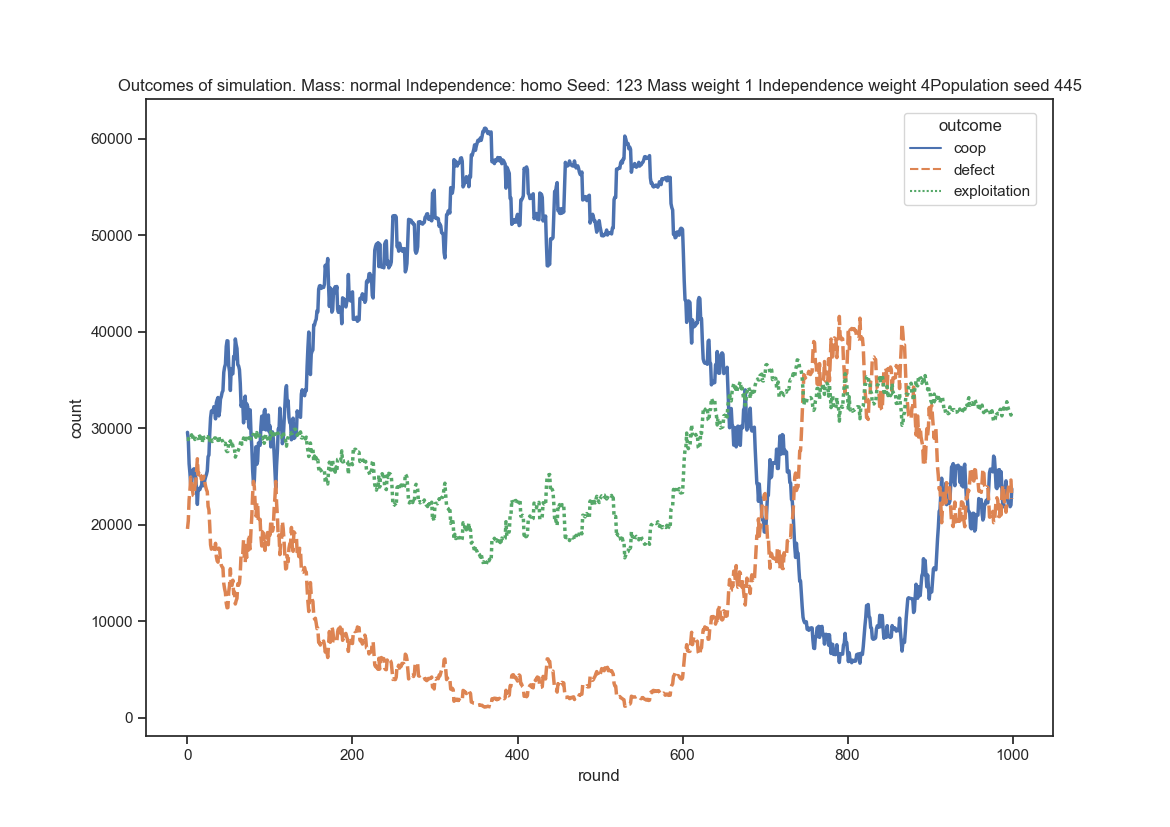 Outcomes of simulation. Mass: normal Independence: homo Seed: 123 Mass weight 1 Independence weight 4Population seed 445
outcome
coop
defect
exploitation
60000
50000
40000
30000
20000
10000
0
count
0 200 400 600 800 1000
round